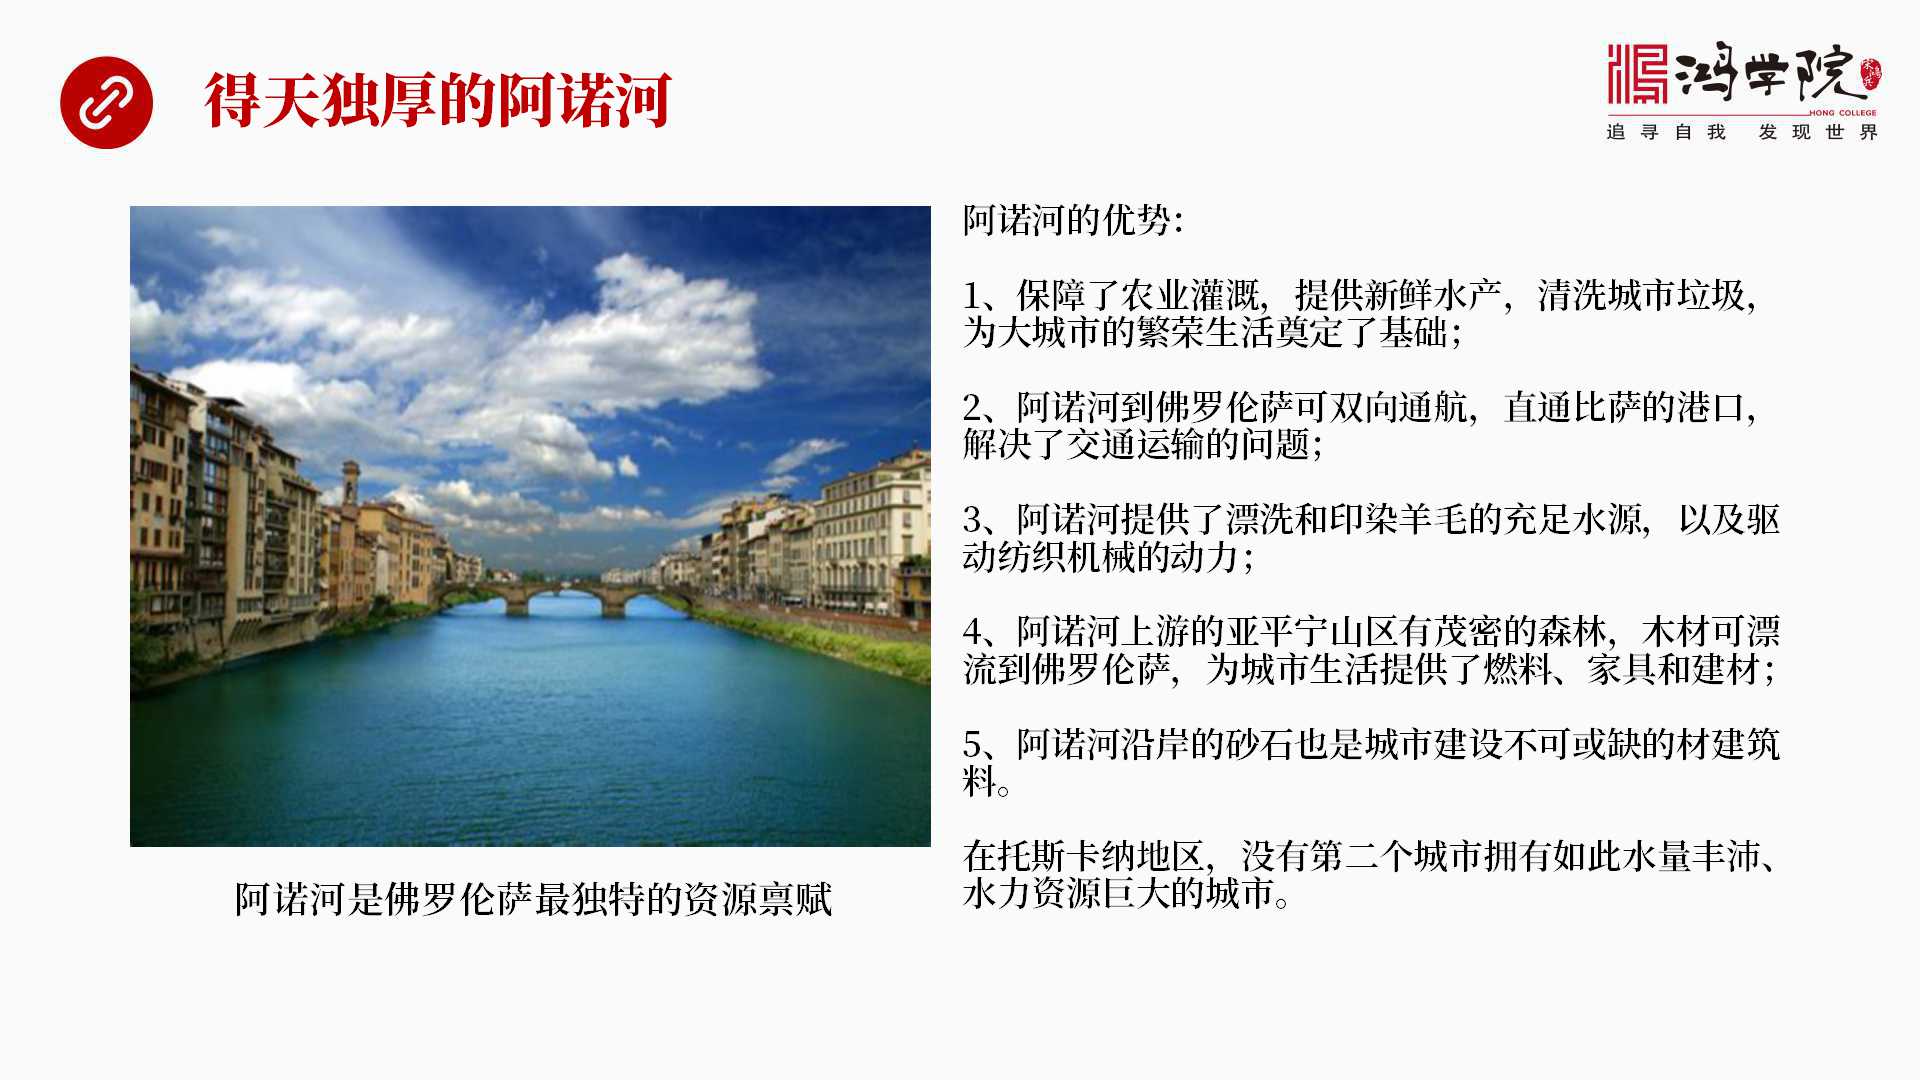 得天独厚的阿诺河
鸿学院
宋鸿兵
HONG COLLEGE
追寻自我 发现世界
阿诺河的优势：
1、保障了农业灌溉，提供新鲜水产，清洗城市垃圾，
为大城市的繁荣生活奠定了基础；
2、阿诺河到佛罗伦萨可双向通航，直通比萨的港口，
解决了交通运输的问题；
3、阿诺河提供了漂洗和印染羊毛的充足水源，以及驱
动纺织机械的动力；
4、阿诺河上游的亚平宁山区有茂密的森林，木材可漂
流到佛罗伦萨，为城市生活提供了燃料、家具和建材；
5、阿诺河沿岸的砂石也是城市建设不可或缺的材建筑
料。
在托斯卡纳地区，没有第二个城市拥有如此水量丰沛、
水力资源巨大的城市。
阿诺河是佛罗伦萨最独特的资源禀赋